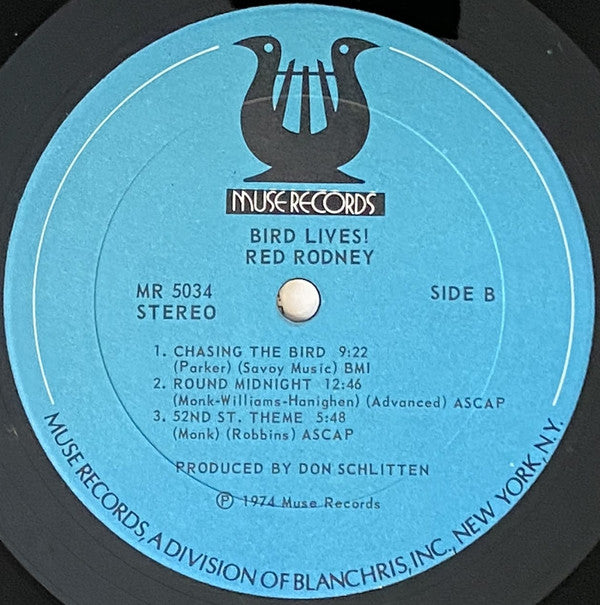 MUSE RECORDS
BIRD LIVES!
RED RODNEY
MR 5034
STEREO
SIDE B
1. CHASING THE BIRD 9:22
(Parker) (Savoy Music) BMI
2. ROUND MIDNIGHT 12:46
(Monk-Williams-Hanighen) (Advanced) ASCAP
3. 52ND ST. THEME 5:48
(Monk) (Robbins) ASCAP
PRODUCED BY DON SCHLITTEN
℗ 1974 Muse Records
MUSE RECORDS, A DIVISION OF BLANCHRIS, INC., NEW YORK, N.Y.